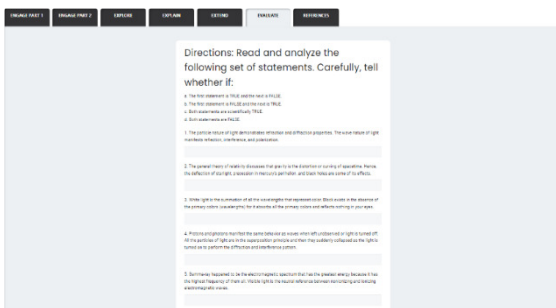 ENGAGE PART 1 ENGAGE PART 2 EXPLORE EXPLAIN EXTEND EVALUATE REFERENCES
Directions: Read and analyze the
following set of statements. Carefully, tell
whether if:
a. The first statement is TRUE and the next is FALSE.
b. The first statement is FALSE and the next is TRUE.
c. Both statements are scientifically TRUE.
d. Both statements are FALSE.
1. The particle nature of light demonstrates refraction and diffraction properties. The wave nature of light
manifests reflection, interference, and polarization.
2. The general theory of relativity discusses that gravity is the distortion or curving of spacetime. Hence,
the deflection of starlight, precession in mercury's perihelion, and black holes are some of its effects.
3. White light is the summation of all the wavelengths that represent color. Black exists in the absence of
the primary colors (wavelengths) for it absorbs all the primary colors and reflects nothing in your eyes.
4. Protons and photons manifest the same behavior as waves when left unobserved or light is turned off.
All the particles of light are in the superposition principle and then they suddenly collapsed as the light is
turned on to perform the diffraction and interference pattern.
5. Gamma rays happened to be the electromagnetic spectrum that has the greatest energy because it has
the highest frequency of them all. Visible light is the neutral reference between nonionizing and ionizing
electromagnetic waves.